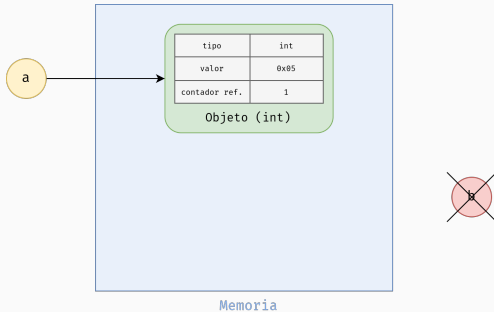 tipo int
a
valor 0x05
contador ref. 1
Objeto (int)
b
Memoria